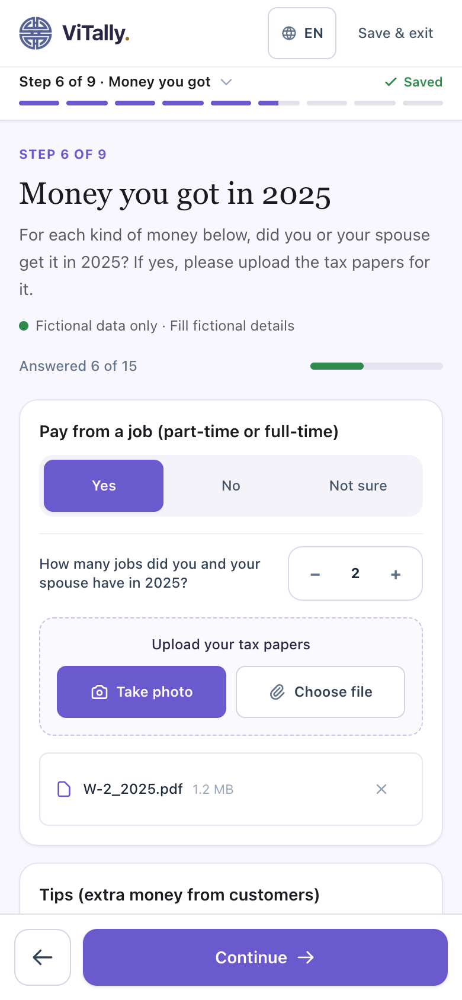 ViTally.
EN
Save & exit
Step 6 of 9 · Money you got
Saved
STEP 6 OF 9
Money you got in 2025
For each kind of money below, did you or your spouse
get it in 2025? If yes, please upload the tax papers for
it.
Fictional data only · Fill fictional details
Answered 6 of 15
Pay from a job (part-time or full-time)
Yes
No
Not sure
How many jobs did you and your
spouse have in 2025?
− 2 +
Upload your tax papers
Take photo
Choose file
W-2_2025.pdf 1.2 MB
Tips (extra money from customers)
Continue